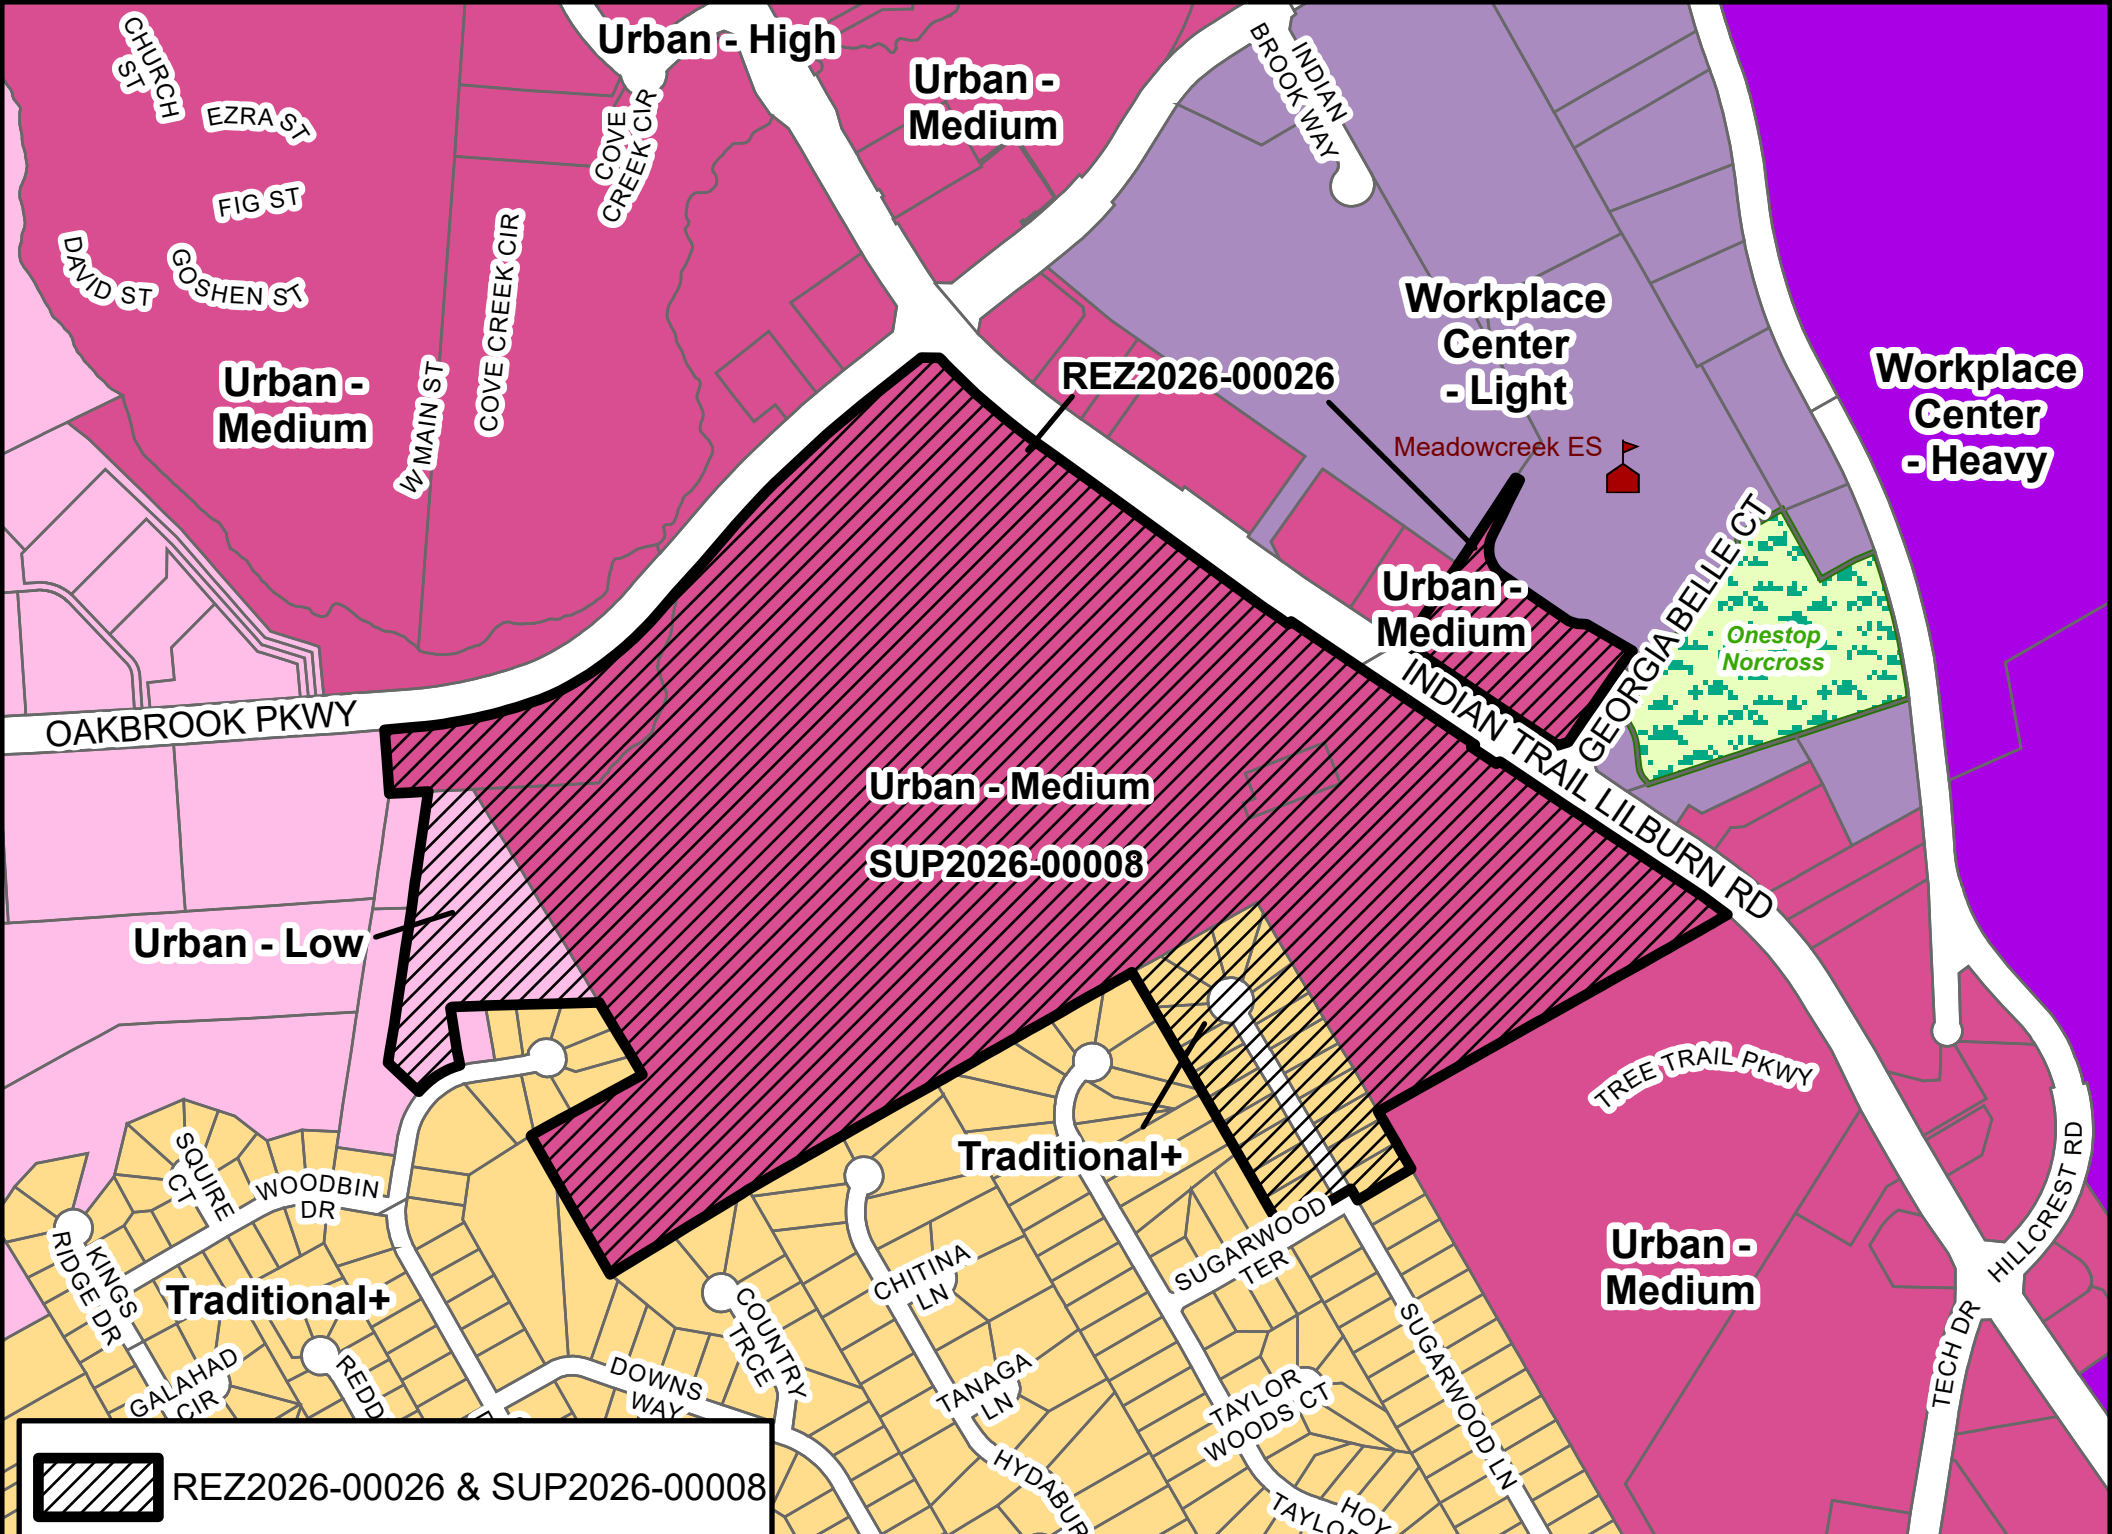 Urban - High
CHURCH
ST
EZRA ST
FIG ST
DAVID ST
GOSHEN ST
COVE
CREEK CIR
COVE CREEK CIR
W MAIN ST
Urban -
Medium
Urban -
Medium
INDIAN
BROOK WAY
Workplace
Center
- Light
Workplace
Center
- Heavy
REZ2026-00026
Meadowcreek ES
Urban -
Medium
GEORGIA BELLE CT
Onestop
Norcross
INDIAN TRAIL LILBURN RD
OAKBROOK PKWY
Urban - Medium
SUP2026-00008
Urban - Low
Traditional+
TREE TRAIL PKWY
HILLCREST RD
TECH DR
Urban -
Medium
SQUIRE
CT
WOODBIN
DR
KINGS
RIDGE DR
Traditional+
GALAHAD
CIR
REDD
DOWNS
WAY
COUNTRY
TRCE
CHITINA
LN
TANAGA
LN
HYDABUR
SUGARWOOD
TER
SUGARWOOD LN
TAYLOR
WOODS CT
HOY
TAYLOR
REZ2026-00026 & SUP2026-00008